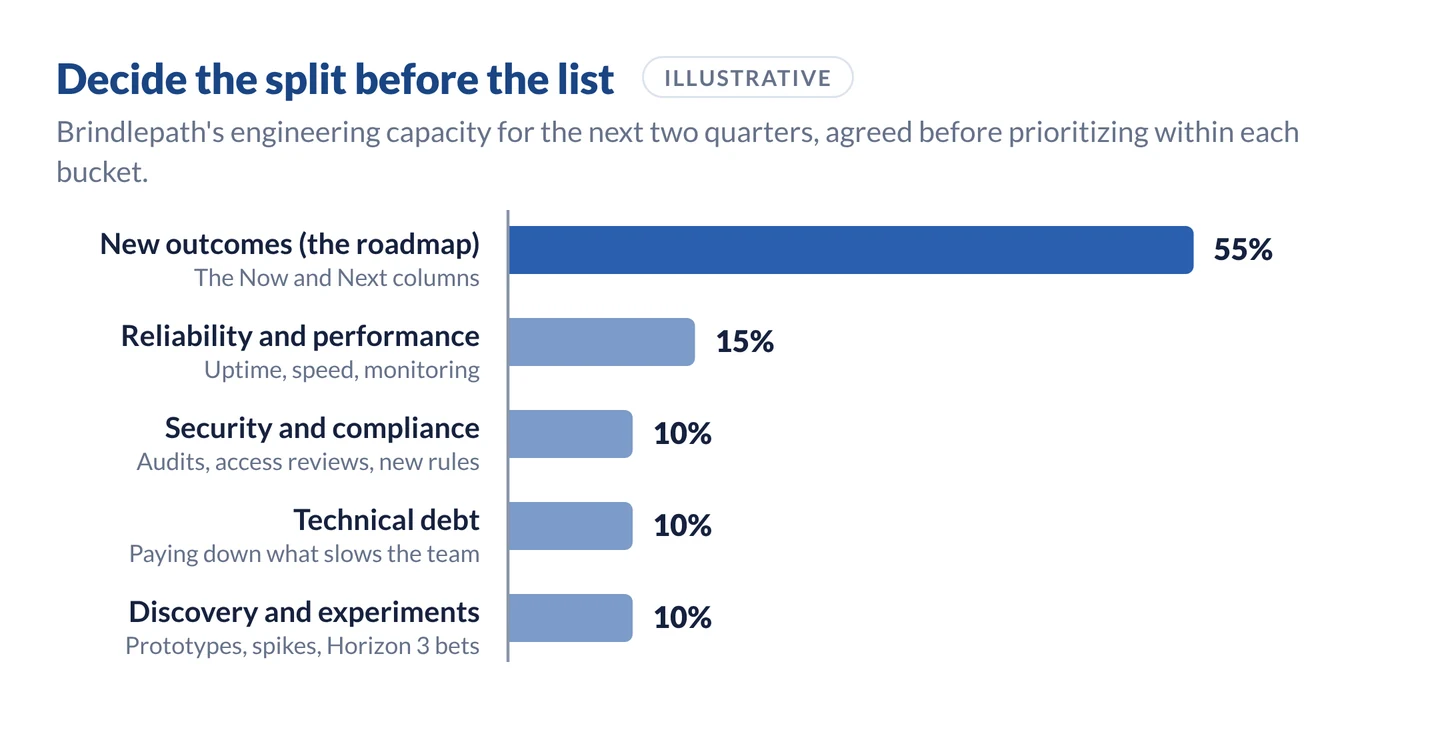 Decide the split before the list
ILLUSTRATIVE
Brindlepath's engineering capacity for the next two quarters, agreed before prioritizing within each
bucket.
New outcomes (the roadmap)
The Now and Next columns
55%
Reliability and performance
Uptime, speed, monitoring
15%
Security and compliance
Audits, access reviews, new rules
10%
Technical debt
Paying down what slows the team
10%
Discovery and experiments
Prototypes, spikes, Horizon 3 bets
10%